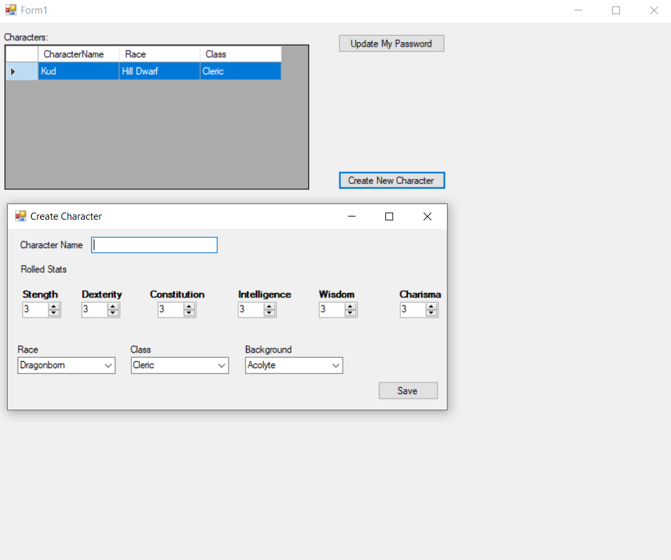 Form1
Characters:
Update My Password
CharacterName Race Class
Kud Hill Dwarf Cleric
Create New Character
Create Character
Character Name
Rolled Stats
Stength Dexterity Constitution Intelligence Wisdom Charisma
3 3 3 3 3 3
Race Class Background
Dragonborn Cleric Acolyte
Save